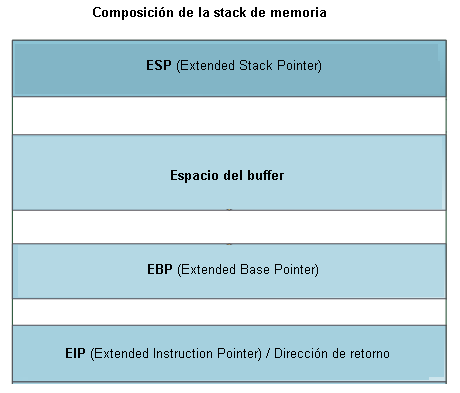 Composición de la stack de memoria
ESP (Extended Stack Pointer)
Espacio del buffer
EBP (Extended Base Pointer)
EIP (Extended Instruction Pointer) / Dirección de retorno